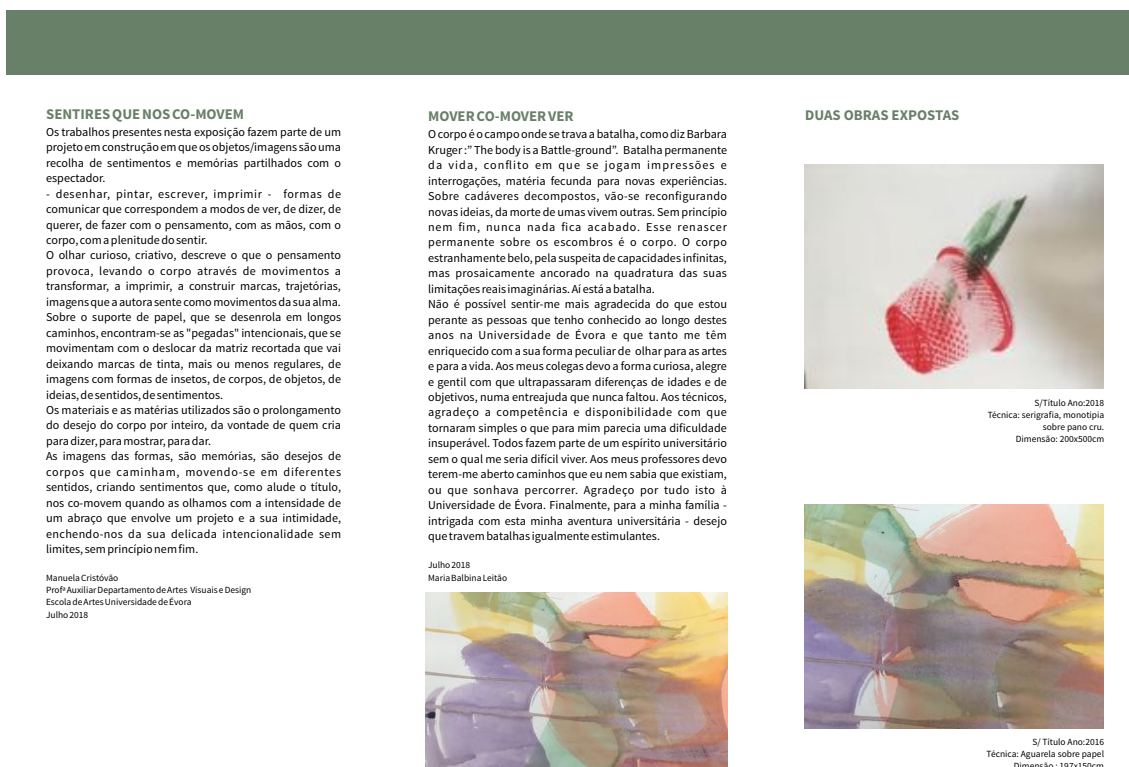 SENTIRES QUE NOS CO-MOVEM
Os trabalhos presentes nesta exposição fazem parte de um
projeto em construção em que os objetos/imagens são uma
recolha de sentimentos e memórias partilhados com o
espectador.
- desenhar, pintar, escrever, imprimir - formas de
comunicar que correspondem a modos de ver, de dizer, de
querer, de fazer com o pensamento, com as mãos, com o
corpo, com a plenitude do sentir.
O olhar curioso, criativo, descreve o que o pensamento
provoca, levando o corpo através de movimentos a
transformar, a imprimir, a construir marcas, trajetórias,
imagens que a autora sente como movimentos da sua alma.
Sobre o suporte de papel, que se desenrola em longos
caminhos, encontram-se as "pegadas" intencionais, que se
movimentam com o deslocar da matriz recortada que vai
deixando marcas de tinta, mais ou menos regulares, de
imagens com formas de insetos, de corpos, de objetos, de
ideias, de sentidos, de sentimentos.
Os materiais e as matérias utilizados são o prolongamento
do desejo do corpo por inteiro, da vontade de quem cria
para dizer, para mostrar, para dar.
As imagens das formas, são memórias, são desejos de
corpos que caminham, movendo-se em diferentes
sentidos, criando sentimentos que, como alude o título,
nos co-movem quando as olhamos com a intensidade de
um abraço que envolve um projeto e a sua intimidade,
enchendo-nos da sua delicada intencionalidade sem
limites, sem princípio nem fim.
Manuela Cristóvão
Profª Auxiliar Departamento de Artes Visuais e Design
Escola de Artes Universidade de Évora
Julho 2018
MOVER CO-MOVER VER
O corpo é o campo onde se trava a batalha, como diz Barbara
Kruger :” The body is a Battle-ground”. Batalha permanente
da vida, conflito em que se jogam impressões e
interrogações, matéria fecunda para novas experiências.
Sobre cadáveres decompostos, vão-se reconfigurando
novas ideias, da morte de umas vivem outras. Sem princípio
nem fim, nunca nada fica acabado. Esse renascer
permanente sobre os escombros é o corpo. O corpo
estranhamente belo, pela suspeita de capacidades infinitas,
mas prosaicamente ancorado na quadratura das suas
limitações reais imaginárias. Aí está a batalha.
Não é possível sentir-me mais agradecida do que estou
perante as pessoas que tenho conhecido ao longo destes
anos na Universidade de Évora e que tanto me têm
enriquecido com a sua forma peculiar de olhar para as artes
e para a vida. Aos meus colegas devo a forma curiosa, alegre
e gentil com que ultrapassaram diferenças de idades e de
objetivos, numa entreajuda que nunca faltou. Aos técnicos,
agradeço a competência e disponibilidade com que
tornaram simples o que para mim parecia uma dificuldade
insuperável. Todos fazem parte de um espírito universitário
sem o qual me seria difícil viver. Aos meus professores devo
terem-me aberto caminhos que eu nem sabia que existiam,
ou que sonhava percorrer. Agradeço por tudo isto à
Universidade de Évora. Finalmente, para a minha família -
intrigada com esta minha aventura universitária - desejo
que travem batalhas igualmente estimulantes.
Julho 2018
Maria Balbina Leitão
DUAS OBRAS EXPOSTAS
S/Título Ano:2018
Técnica: serigrafia, monotipia
sobre pano cru.
Dimensão: 200x500cm
S/ Título Ano:2016
Técnica: Aguarela sobre papel
Dimensão : 197x150cm